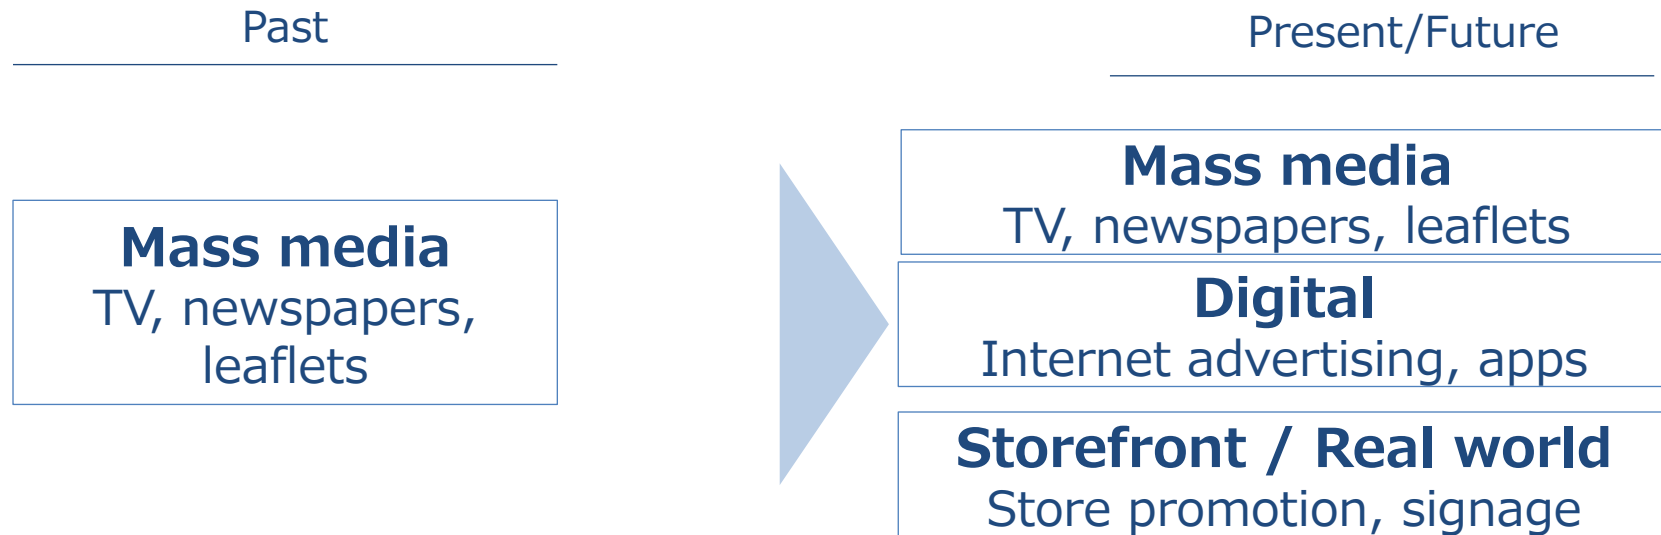 Past
Present/Future
Mass media
TV, newspapers,
leaflets
Mass media
TV, newspapers, leaflets
Digital
Internet advertising, apps
Storefront / Real world
Store promotion, signage